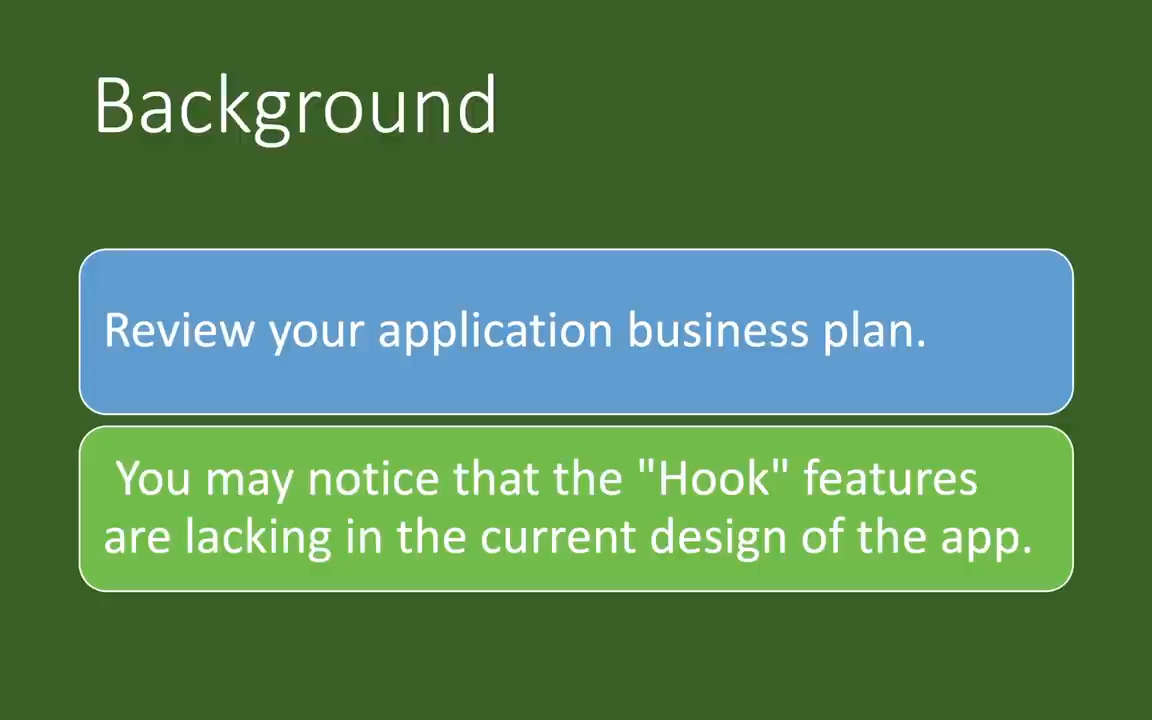 Background
Review your application business plan.
You may notice that the "Hook" features
are lacking in the current design of the app.